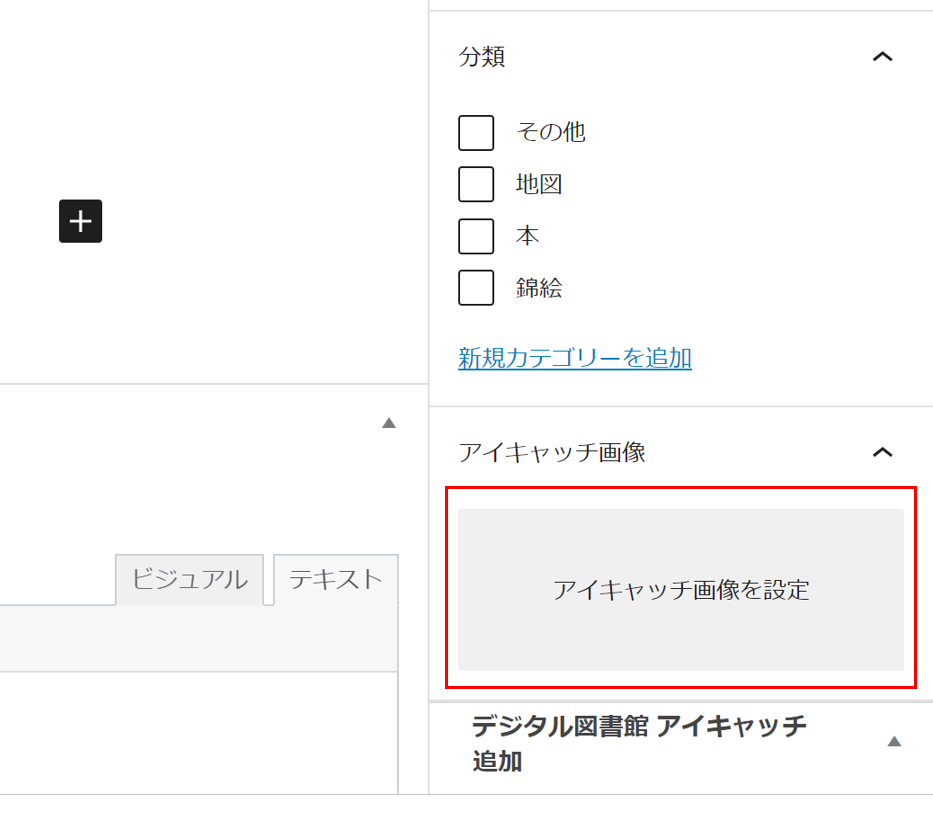 分類
その他
地図
本
錦絵
新規カテゴリーを追加
アイキャッチ画像
ビジュアル
テキスト
アイキャッチ画像を設定
デジタル図書館 アイキャッチ
追加